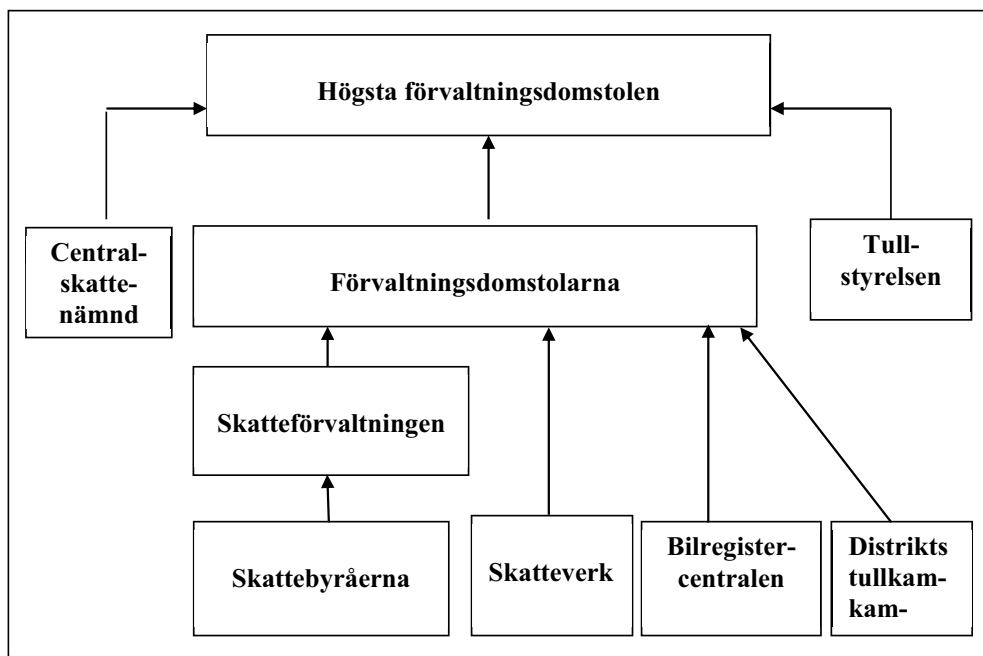 Högsta förvaltningsdomstolen
Central-
skatte-
nämnd
Förvaltningsdomstolarna
Tull-
styrelsen
Skatteförvaltningen
Skattebyråerna
Skatteverk
Bilregister-
centralen
Distrikts
tullkam-
kam-